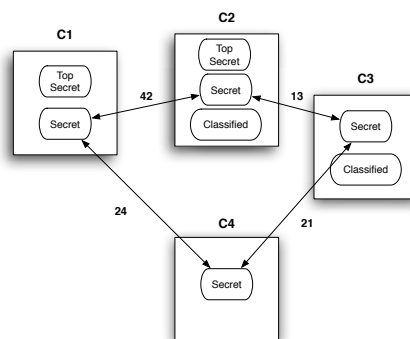 C1
Top
Secret
Secret
42
C2
Top
Secret
Secret
Classified
13
C3
Secret
Classified
24
21
C4
Secret